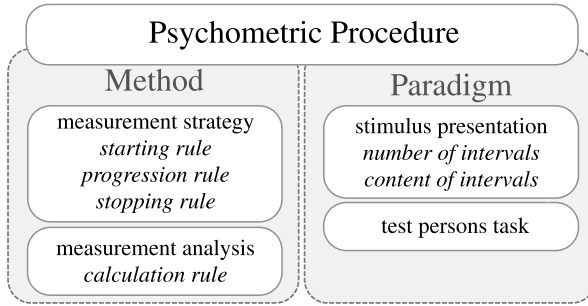 Psychometric Procedure
Method
measurement strategy
starting rule
progression rule
stopping rule
measurement analysis
calculation rule
Paradigm
stimulus presentation
number of intervals
content of intervals
test persons task